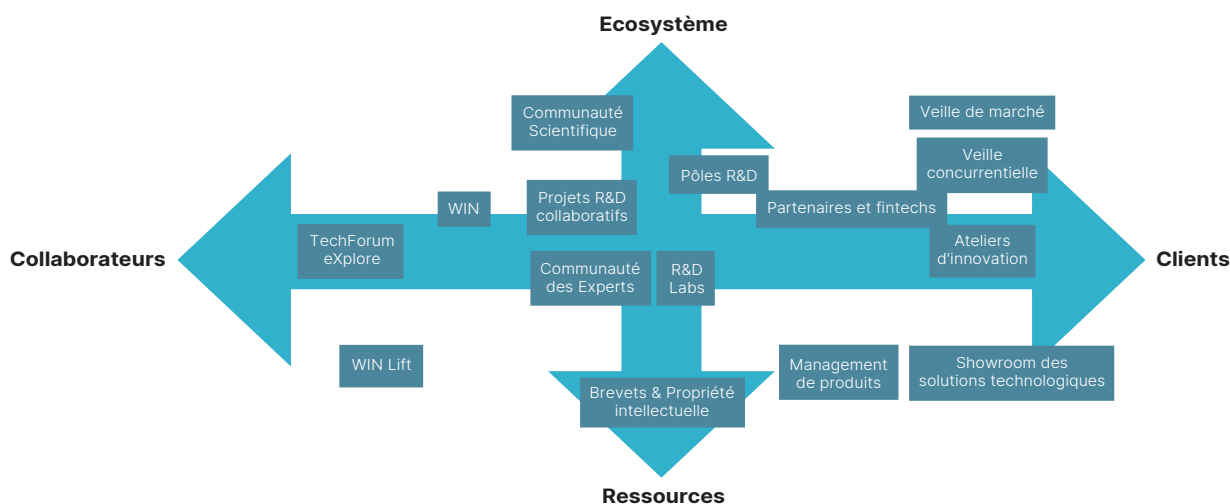 Ecosystème
Communauté
Scientifique
Veille de marché
Veille
concurrentielle
Pôles R&D
Projets R&D
collaboratifs
WIN
Partenaires et fintechs
TechForum
eXplore
Ateliers
d'innovation
Collaborateurs
Clients
Communauté
des Experts
R&D
Labs
WIN Lift
Management
de produits
Showroom des
solutions technologiques
Brevets & Propriété
intellectuelle
Ressources